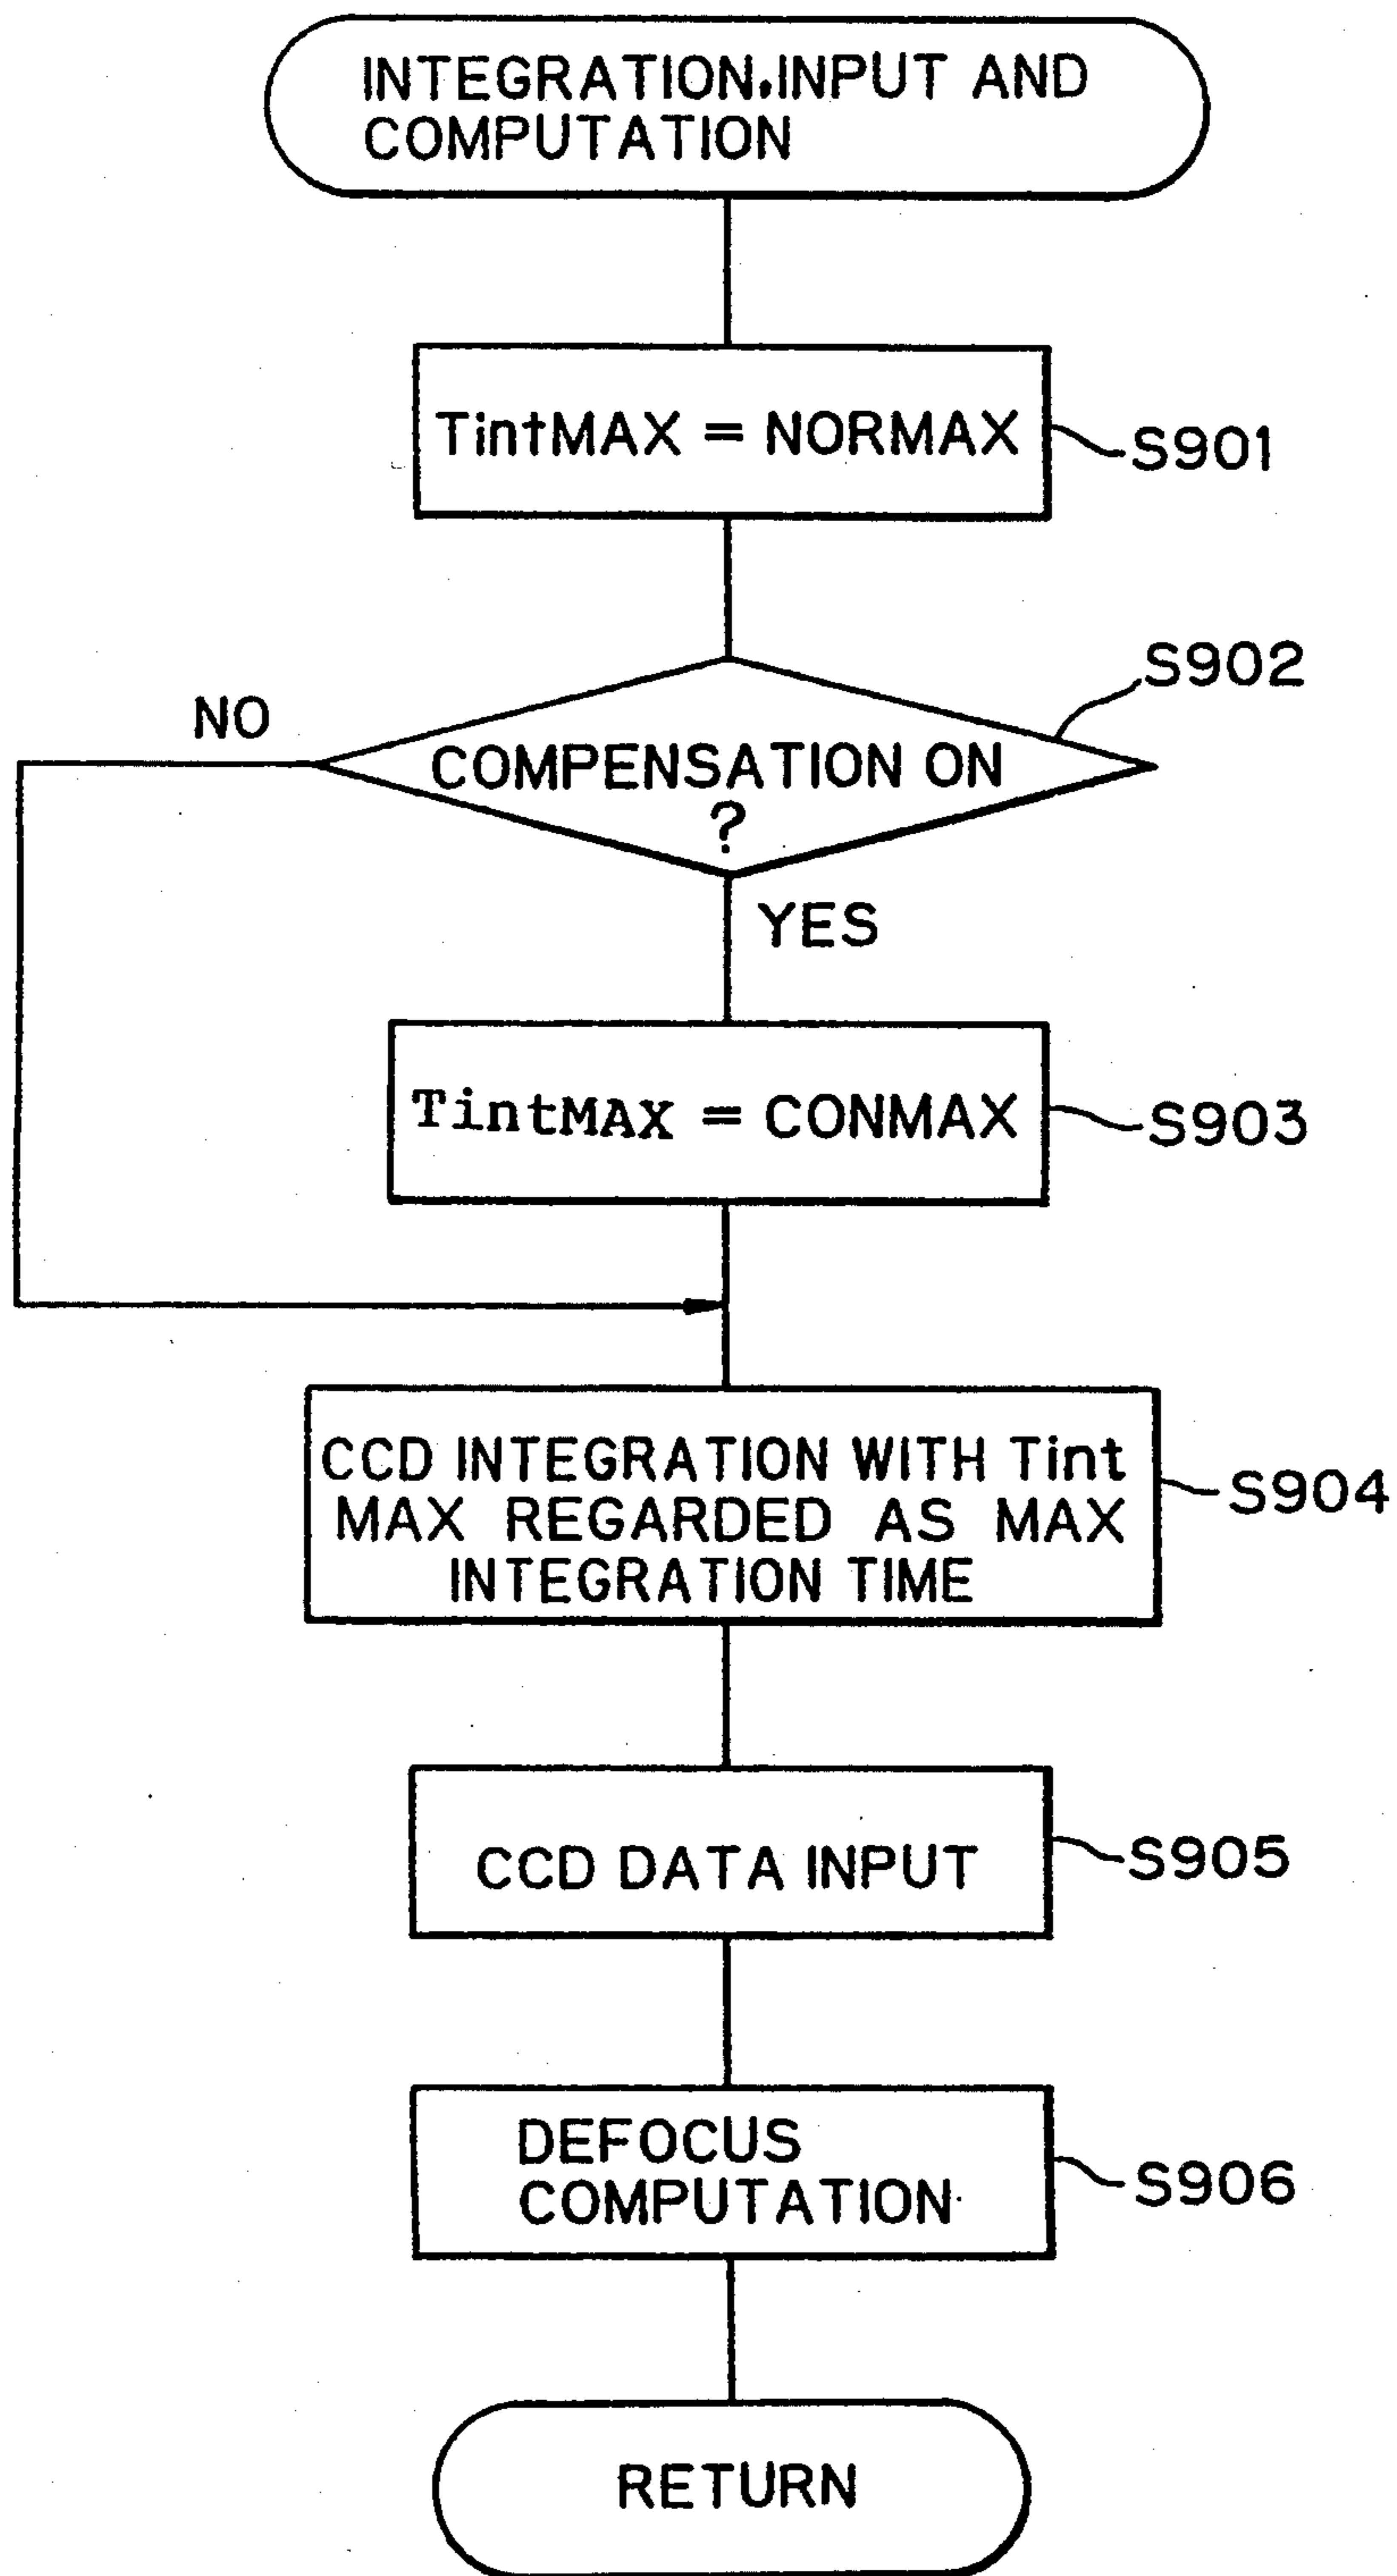 INTEGRATION.INPUT AND
COMPUTATION
TintMAX = NORMAX
S901
S902
NO
COMPENSATION ON
?
YES
TintMAX = CONMAX
S903
CCD INTEGRATION WITH Tint
MAX REGARDED AS MAX
INTEGRATION TIME
S904
CCD DATA INPUT
S905
DEFOCUS
COMPUTATION
S906
RETURN